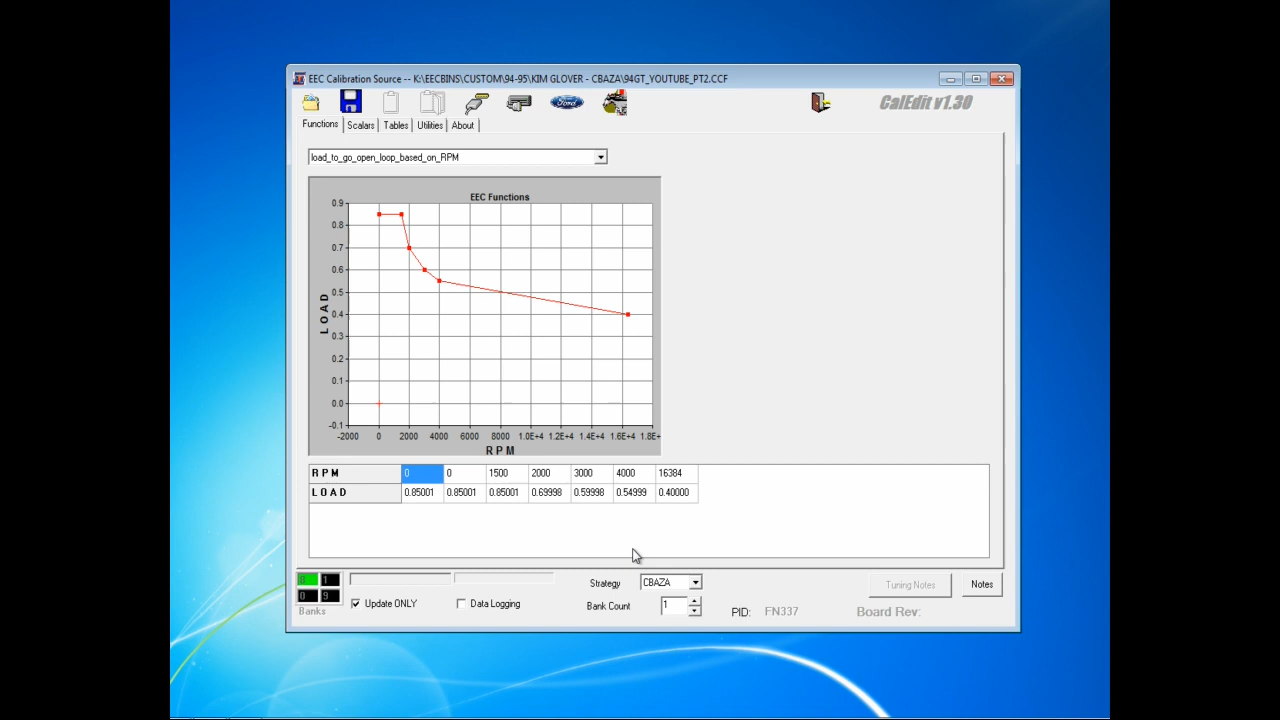 EEC Calibration Source -- K:\EECBINS\CUSTOM\94-95\KIM GLOVER - CBAZA\94GT_YOUTUBE_PT2.CCF
Ford
CalEdit v1.30
Functions Scalars Tables Utilities About
load_to_go_open_loop_based_on_RPM
EEC Functions
0.9
0.8
0.7
0.6
0.5
0.4
0.3
0.2
0.1
0.0
-0.1
LOAD
-2000 0 2000 4000 6000 8000 1.0E+4 1.2E+4 1.4E+4 1.6E+4 1.8E+
RPM
RPM 0 0 1500 2000 3000 4000 16384
LOAD 0.85001 0.85001 0.85001 0.69998 0.59998 0.54999 0.40000
1
0 9
Banks
Update ONLY
Data Logging
Strategy CBAZA
Bank Count 1
PID: FN337
Board Rev:
Tuning Notes
Notes